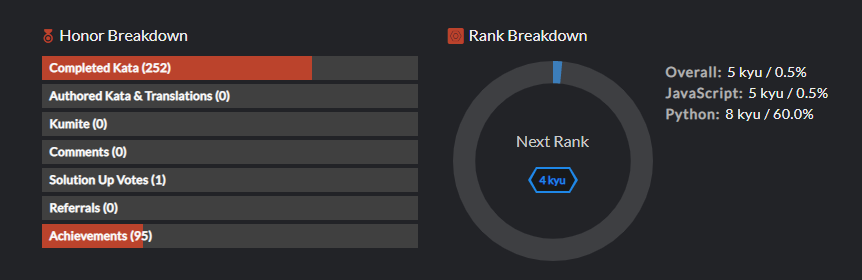 Honor Breakdown
Completed Kata (252)
Authored Kata & Translations (0)
Kumite (0)
Comments (0)
Solution Up Votes (1)
Referrals (0)
Achievements (95)
Rank Breakdown
Next Rank
4 kyu
Overall: 5 kyu / 0.5%
JavaScript: 5 kyu / 0.5%
Python: 8 kyu / 60.0%